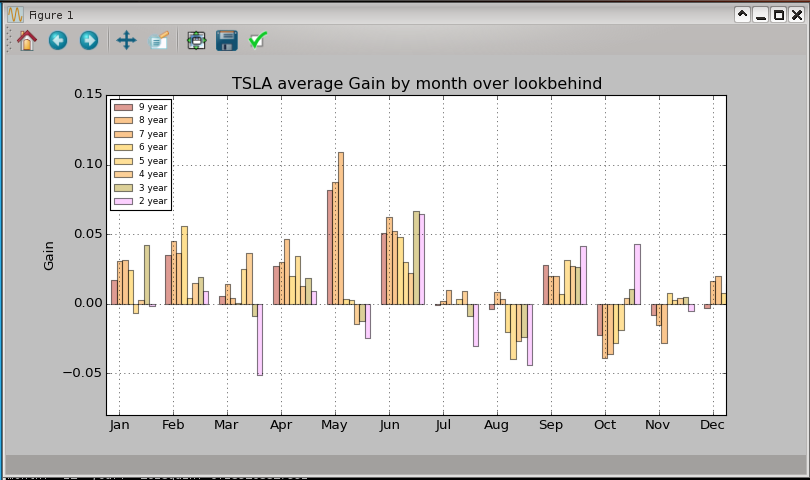 Figure 1
TSLA average Gain by month over lookbehind
0.15
0.10
0.05
0.00
−0.05
Gain
9 year
8 year
7 year
6 year
5 year
4 year
3 year
2 year
Jan Feb Mar Apr May Jun Jul Aug Sep Oct Nov Dec